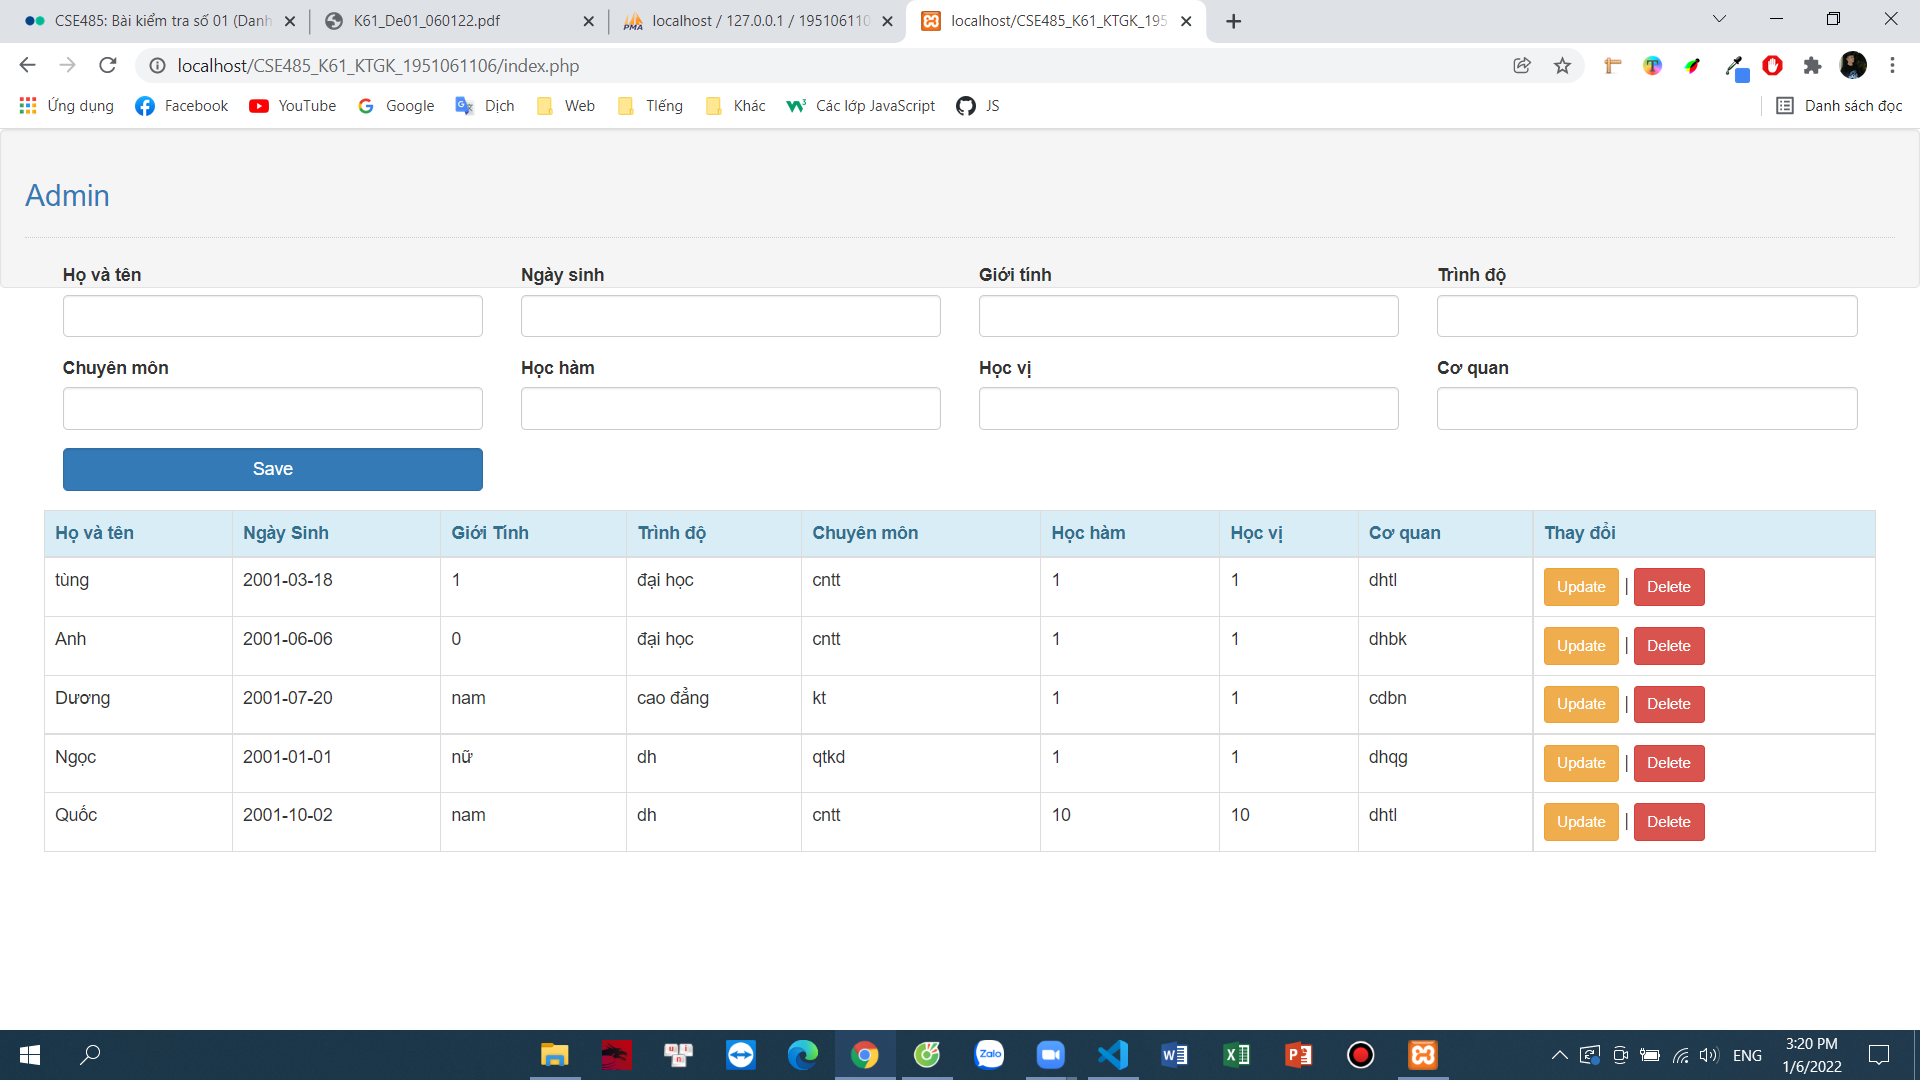 CSE485: Bài kiểm tra số 01 (Danh
K61_De01_060122.pdf
localhost / 127.0.0.1 / 195106110
localhost/CSE485_K61_KTGK_195
localhost/CSE485_K61_KTGK_1951061106/index.php
Ứng dụng
Facebook
YouTube
Google
Dịch
Web
TIếng
Khác
Các lớp JavaScript
JS
Danh sách đọc
Admin
Họ và tên
Ngày sinh
Giới tính
Trình độ
Chuyên môn
Học hàm
Học vị
Cơ quan
Save
Họ và tên Ngày Sinh Giới Tính Trình độ Chuyên môn Học hàm Học vị Cơ quan Thay đổi
tùng 2001-03-18 1 đại học cntt 1 1 dhtl Update | Delete
Anh 2001-06-06 0 đại học cntt 1 1 dhbk Update | Delete
Dương 2001-07-20 nam cao đẳng kt 1 1 cdbn Update | Delete
Ngọc 2001-01-01 nữ dh qtkd 1 1 dhqg Update | Delete
Quốc 2001-10-02 nam dh cntt 10 10 dhtl Update | Delete
Zalo
ENG
3:20 PM
1/6/2022